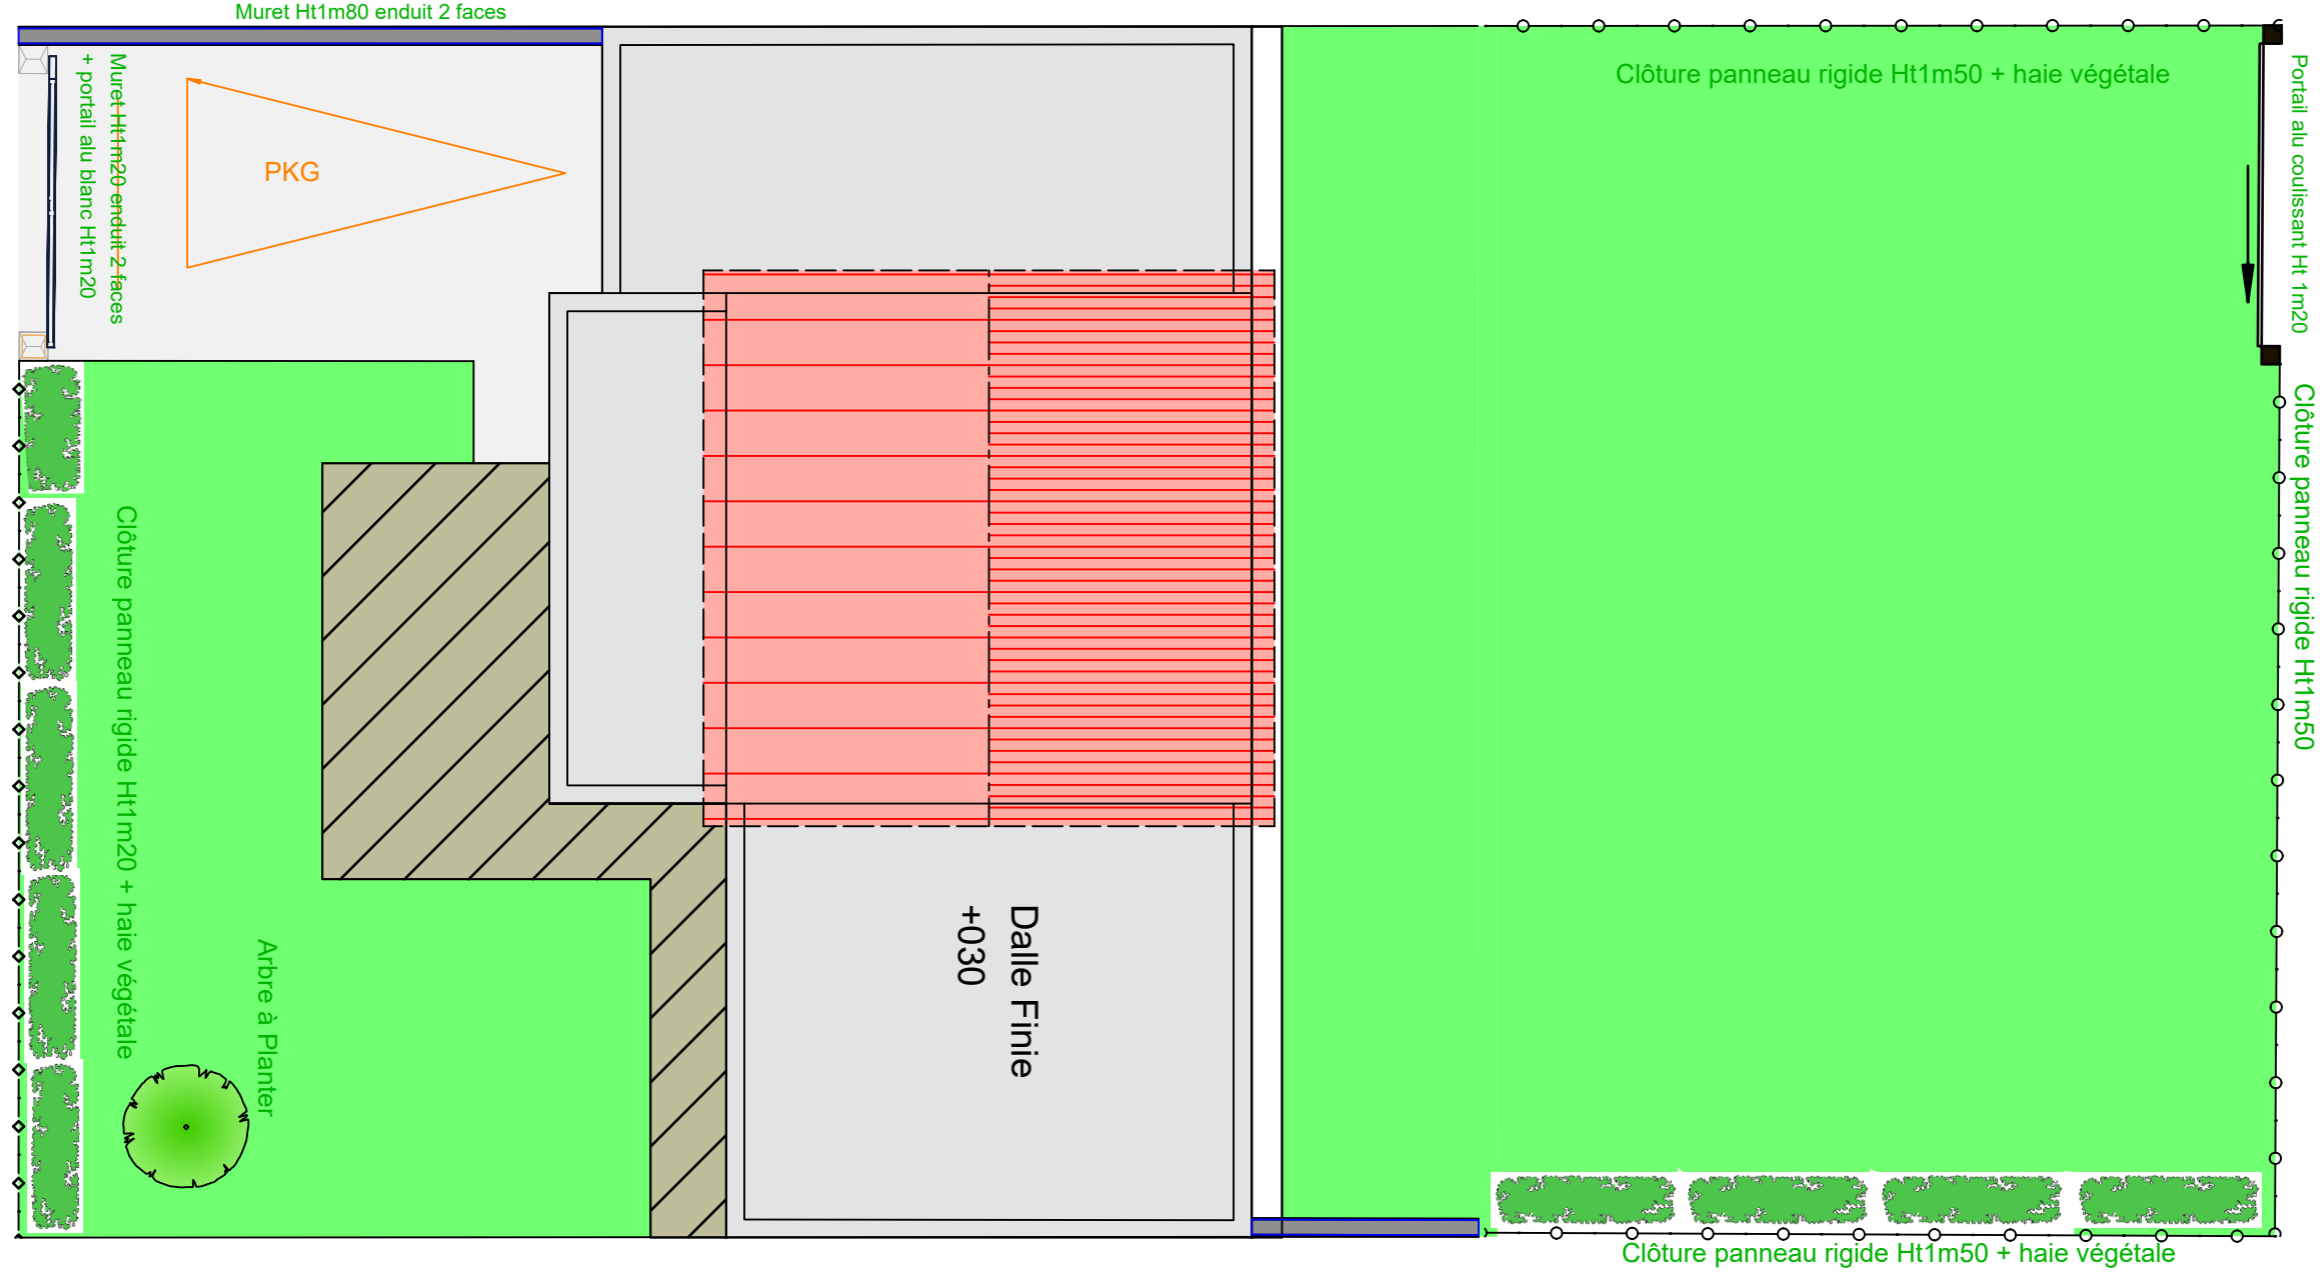 Muret Ht1m80 enduit 2 faces
Muret Ht1m20 enduit 2 faces
+ portail alu blanc Ht1m20
PKG
Clôture panneau rigide Ht1m50 + haie végétale
Portail alu coulissant Ht 1m20
Clôture panneau rigide Ht1m50
Clôture panneau rigide Ht1m20 + haie végétale
Arbre à Planter
Dalle Finie
+030
Clôture panneau rigide Ht1m50 + haie végétale